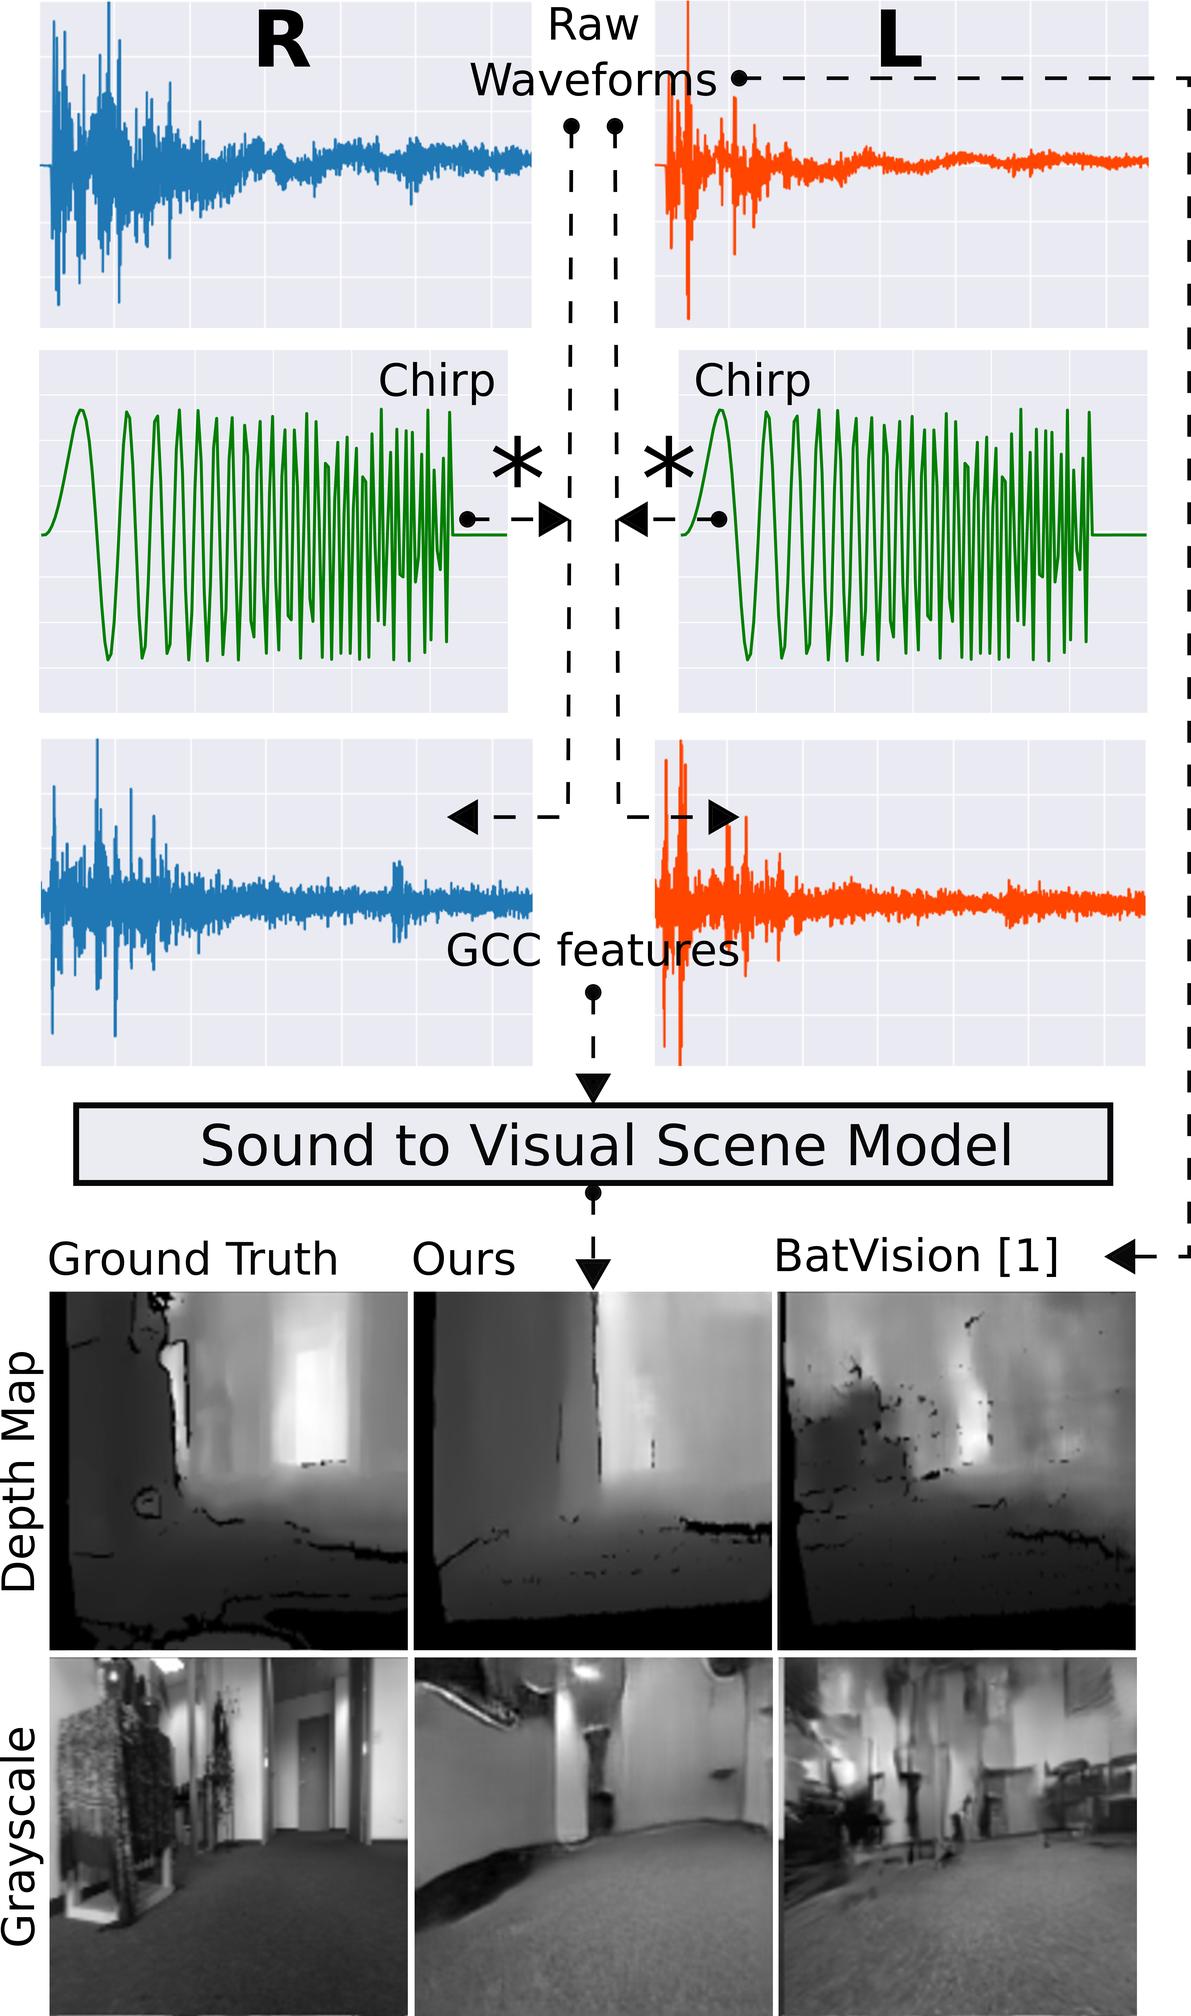 R
Raw
L
Waveforms
Chirp
Chirp
*
*
GCC features
Sound to Visual Scene Model
Ground Truth
Ours
BatVision [1]
Depth Map
Grayscale